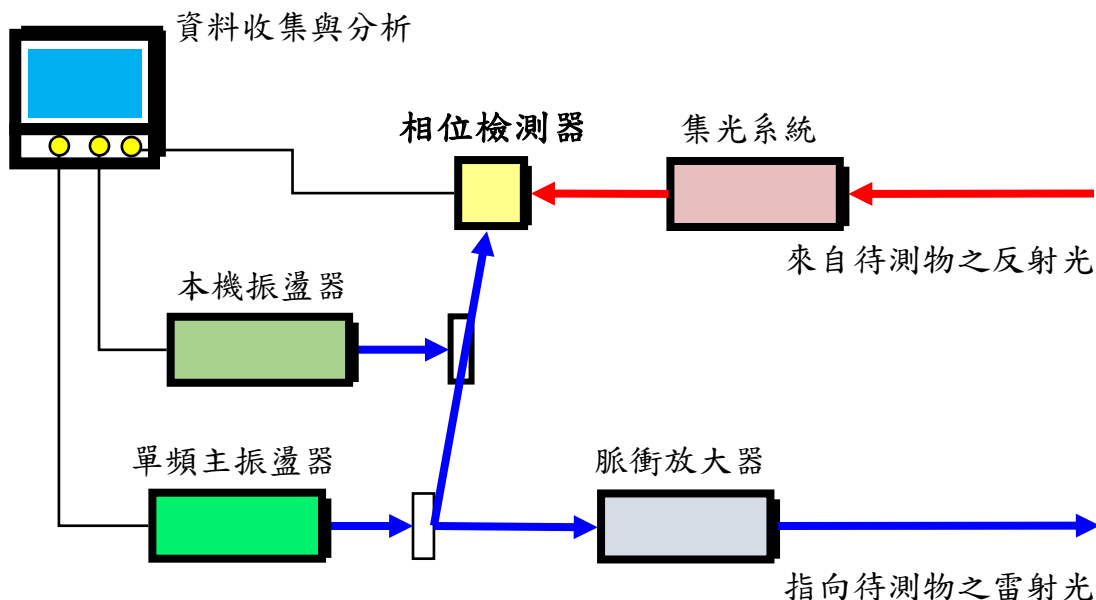 資料收集與分析
相位檢測器
集光系統
來自待測物之反射光
本機振盪器
單頻主振盪器
脈衝放大器
指向待測物之雷射光